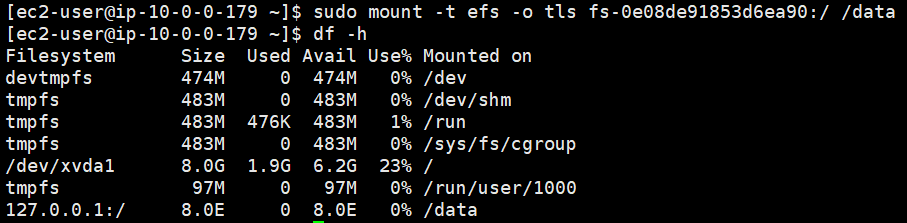 [ec2-user@ip-10-0-0-179 ~]$ sudo mount -t efs -o tls fs-0e08de91853d6ea90:/ /data
[ec2-user@ip-10-0-0-179 ~]$ df -h
Filesystem      Size  Used Avail Use% Mounted on
devtmpfs        474M     0  474M   0% /dev
tmpfs           483M     0  483M   0% /dev/shm
tmpfs           483M  476K  483M   1% /run
tmpfs           483M     0  483M   0% /sys/fs/cgroup
/dev/xvda1      8.0G  1.9G  6.2G  23% /
tmpfs            97M     0   97M   0% /run/user/1000
127.0.0.1:/     8.0E     0  8.0E   0% /data